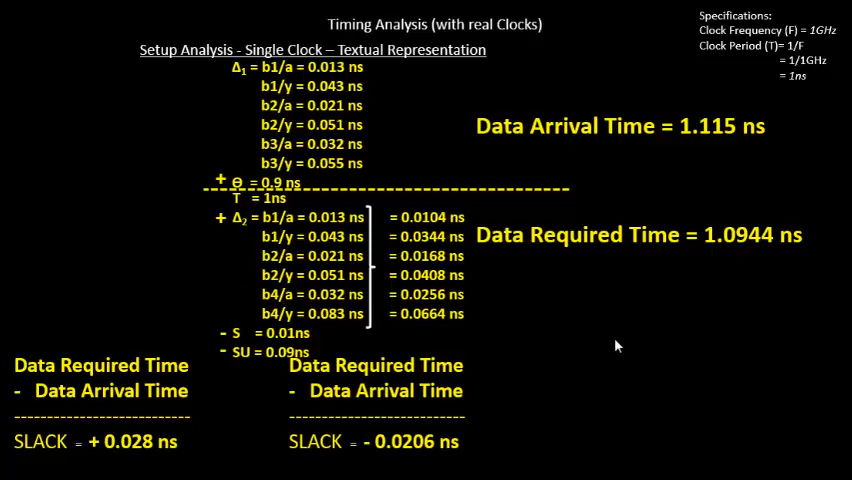 Timing Analysis (with real Clocks)
Specifications:
Clock Frequency (F) = 1GHz
Clock Period (T)= 1/F
= 1/1GHz
= 1ns
Setup Analysis - Single Clock – Textual Representation
Δ1 = b1/a = 0.013 ns
b1/y = 0.043 ns
b2/a = 0.021 ns
b2/y = 0.051 ns
b3/a = 0.032 ns
b3/y = 0.055 ns
+ Θ = 0.9 ns
Data Arrival Time = 1.115 ns
T = 1ns
+ Δ2 = b1/a = 0.013 ns = 0.0104 ns
b1/y = 0.043 ns = 0.0344 ns
b2/a = 0.021 ns = 0.0168 ns
b2/y = 0.051 ns = 0.0408 ns
b4/a = 0.032 ns = 0.0256 ns
b4/y = 0.083 ns = 0.0664 ns
- S = 0.01ns
- SU = 0.09ns
Data Required Time = 1.0944 ns
Data Required Time
- Data Arrival Time
---------------------------
SLACK = + 0.028 ns
Data Required Time
- Data Arrival Time
---------------------------
SLACK = - 0.0206 ns